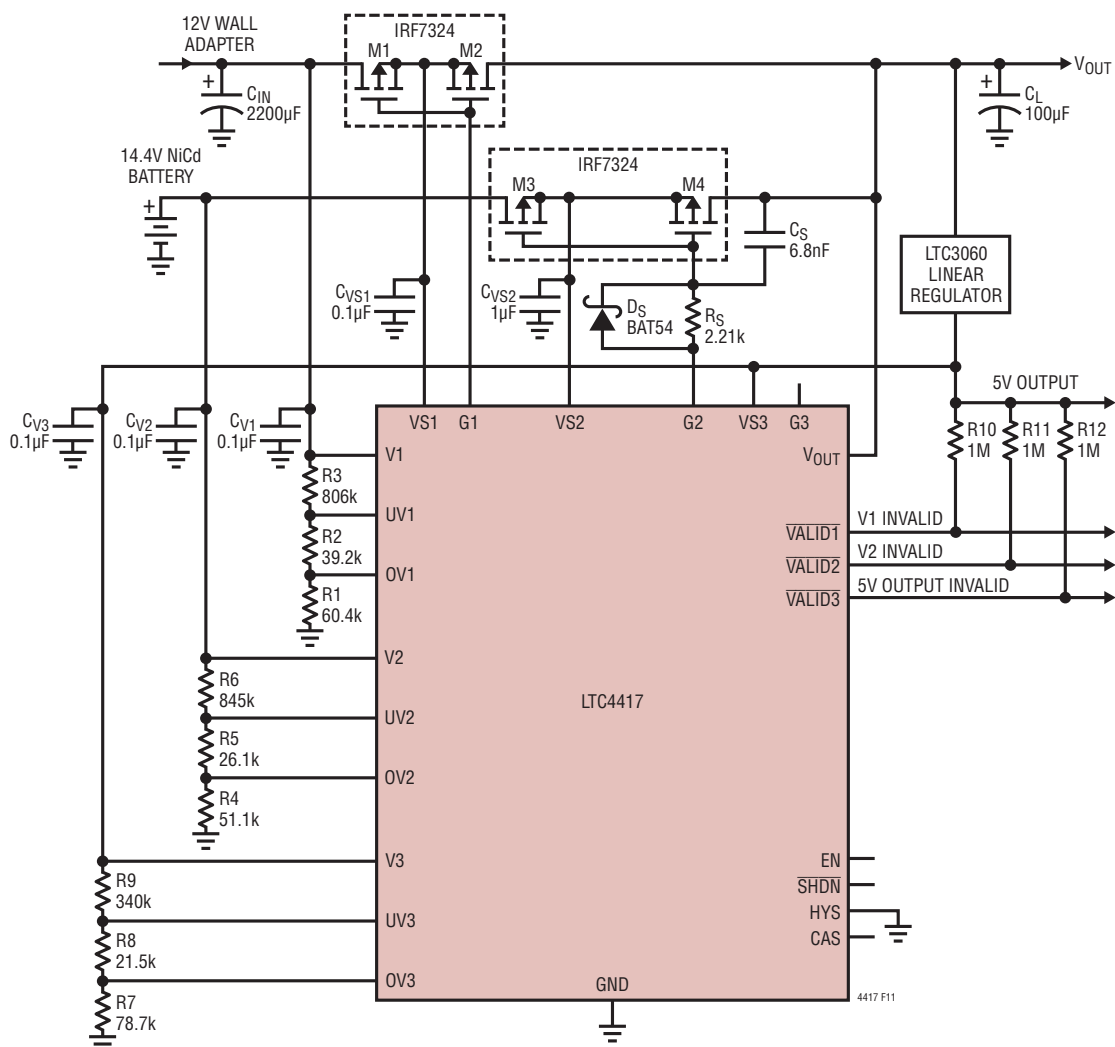 12V WALL
ADAPTER
IRF7324
M1
M2
VOUT
+
CIN
2200µF
+
CL
100µF
14.4V NiCd
BATTERY
+
IRF7324
M3
M4
CS
6.8nF
LTC3060
LINEAR
REGULATOR
CVS1
0.1µF
CVS2
1µF
DS
BAT54
RS
2.21k
5V OUTPUT
CV3
0.1µF
CV2
0.1µF
CV1
0.1µF
VS1
G1
VS2
G2
VS3
G3
R10
1M
R11
1M
R12
1M
V1
VOUT
R3
806k
UV1
R2
39.2k
OV1
R1
60.4k
VALID1
V1 INVALID
VALID2
V2 INVALID
VALID3
5V OUTPUT INVALID
V2
R6
845k
UV2
R5
26.1k
OV2
R4
51.1k
LTC4417
V3
R9
340k
UV3
R8
21.5k
OV3
R7
78.7k
EN
SHDN
HYS
CAS
GND
4417 F11